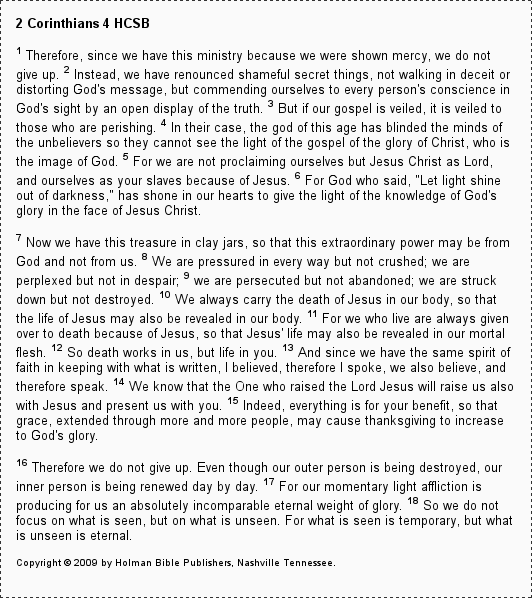 2 Corinthians 4 HCSB
1 Therefore, since we have this ministry because we were shown mercy, we do not
give up. 2 Instead, we have renounced shameful secret things, not walking in deceit or
distorting God's message, but commending ourselves to every person's conscience in
God's sight by an open display of the truth. 3 But if our gospel is veiled, it is veiled to
those who are perishing. 4 In their case, the god of this age has blinded the minds of
the unbelievers so they cannot see the light of the gospel of the glory of Christ, who is
the image of God. 5 For we are not proclaiming ourselves but Jesus Christ as Lord,
and ourselves as your slaves because of Jesus. 6 For God who said, "Let light shine
out of darkness," has shone in our hearts to give the light of the knowledge of God's
glory in the face of Jesus Christ.
7 Now we have this treasure in clay jars, so that this extraordinary power may be from
God and not from us. 8 We are pressured in every way but not crushed; we are
perplexed but not in despair; 9 we are persecuted but not abandoned; we are struck
down but not destroyed. 10 We always carry the death of Jesus in our body, so that
the life of Jesus may also be revealed in our body. 11 For we who live are always given
over to death because of Jesus, so that Jesus' life may also be revealed in our mortal
flesh. 12 So death works in us, but life in you. 13 And since we have the same spirit of
faith in keeping with what is written, I believed, therefore I spoke, we also believe, and
therefore speak. 14 We know that the One who raised the Lord Jesus will raise us also
with Jesus and present us with you. 15 Indeed, everything is for your benefit, so that
grace, extended through more and more people, may cause thanksgiving to increase
to God's glory.
16 Therefore we do not give up. Even though our outer person is being destroyed, our
inner person is being renewed day by day. 17 For our momentary light affliction is
producing for us an absolutely incomparable eternal weight of glory. 18 So we do not
focus on what is seen, but on what is unseen. For what is seen is temporary, but what
is unseen is eternal.
Copyright © 2009 by Holman Bible Publishers, Nashville Tennessee.